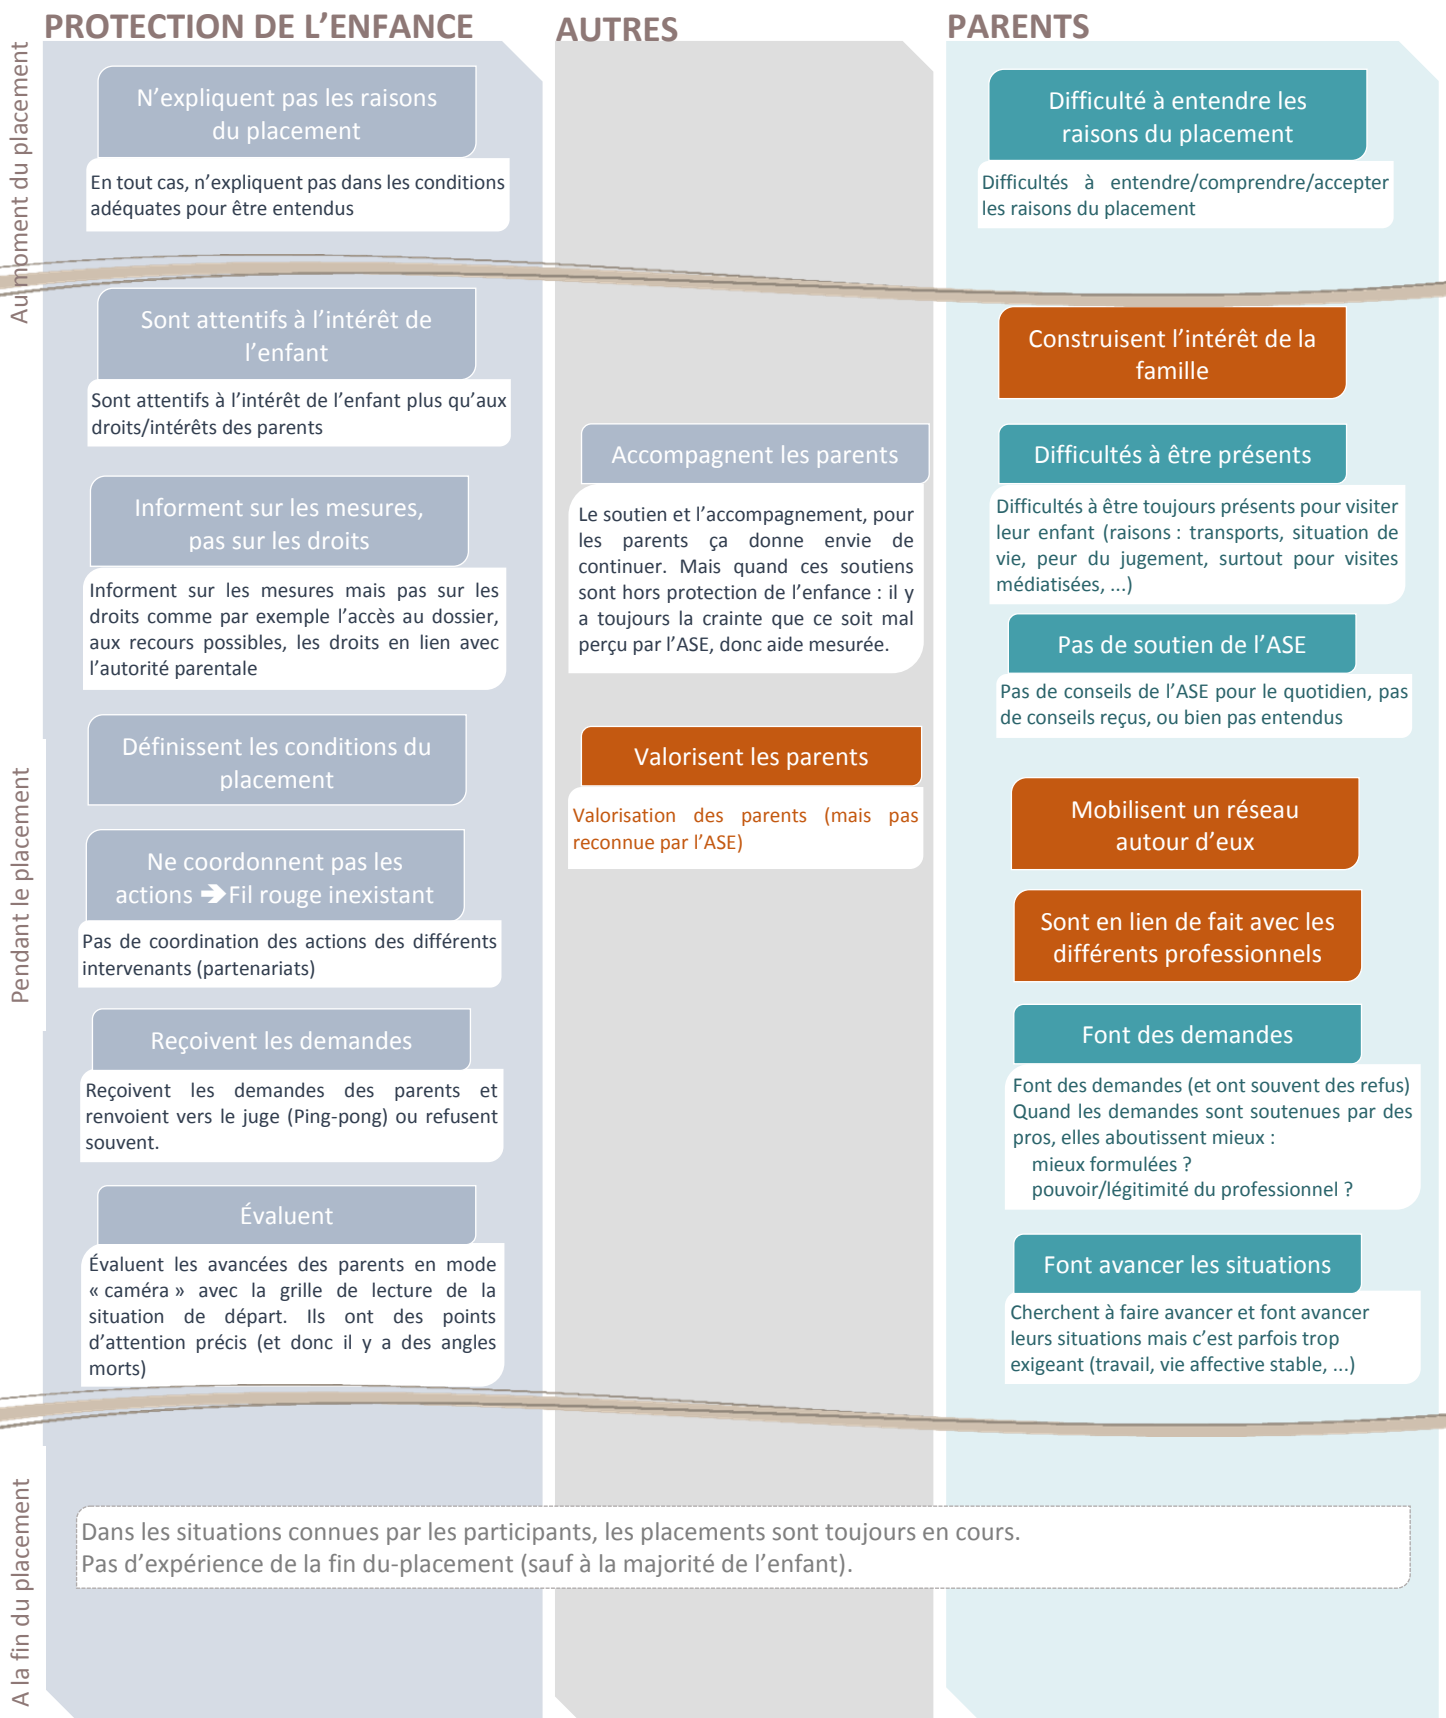 PROTECTION DE L'ENFANCE
Au moment du placement
N'expliquent pas les raisons
du placement
En tout cas, n'expliquent pas dans les conditions
adéquates pour être entendus
Sont attentifs à l'intérêt de
l'enfant
Sont attentifs à l'intérêt de l'enfant plus qu'aux
droits/intérêts des parents
Informent sur les mesures,
pas sur les droits
Informent sur les mesures mais pas sur les
droits comme par exemple l'accès au dossier,
aux recours possibles, les droits en lien avec
l'autorité parentale
Pendant le placement
Définissent les conditions du
placement
Ne coordonnent pas les
actions ➔Fil rouge inexistant
Pas de coordination des actions des différents
intervenants (partenariats)
Reçoivent les demandes
Reçoivent les demandes des parents et
renvoient vers le juge (Ping-pong) ou refusent
souvent.
Évaluent
Évaluent les avancées des parents en mode
« caméra » avec la grille de lecture de la
situation de départ. Ils ont des points
d'attention précis (et donc il y a des angles
morts)
AUTRES
Accompagnent les parents
Le soutien et l'accompagnement, pour
les parents ça donne envie de
continuer. Mais quand ces soutiens
sont hors protection de l'enfance : il y
a toujours la crainte que ce soit mal
perçu par l'ASE, donc aide mesurée.
Valorisent les parents
Valorisation des parents (mais pas
reconnue par l'ASE)
PARENTS
Difficulté à entendre les
raisons du placement
Difficultés à entendre/comprendre/accepter
les raisons du placement
Construisent l'intérêt de la
famille
Difficultés à être présents
Difficultés à être toujours présents pour visiter
leur enfant (raisons : transports, situation de
vie, peur du jugement, surtout pour visites
médiatisées, ...)
Pas de soutien de l'ASE
Pas de conseils de l'ASE pour le quotidien, pas
de conseils reçus, ou bien pas entendus
Mobilisent un réseau
autour d'eux
Sont en lien de fait avec les
différents professionnels
Font des demandes
Font des demandes (et ont souvent des refus)
Quand les demandes sont soutenues par des
pros, elles aboutissent mieux :
mieux formulées ?
pouvoir/légitimité du professionnel ?
Font avancer les situations
Cherchent à faire avancer et font avancer
leurs situations mais c'est parfois trop
exigeant (travail, vie affective stable, ...)
A la fin du placement
Dans les situations connues par les participants, les placements sont toujours en cours.
Pas d'expérience de la fin du-placement (sauf à la majorité de l'enfant).